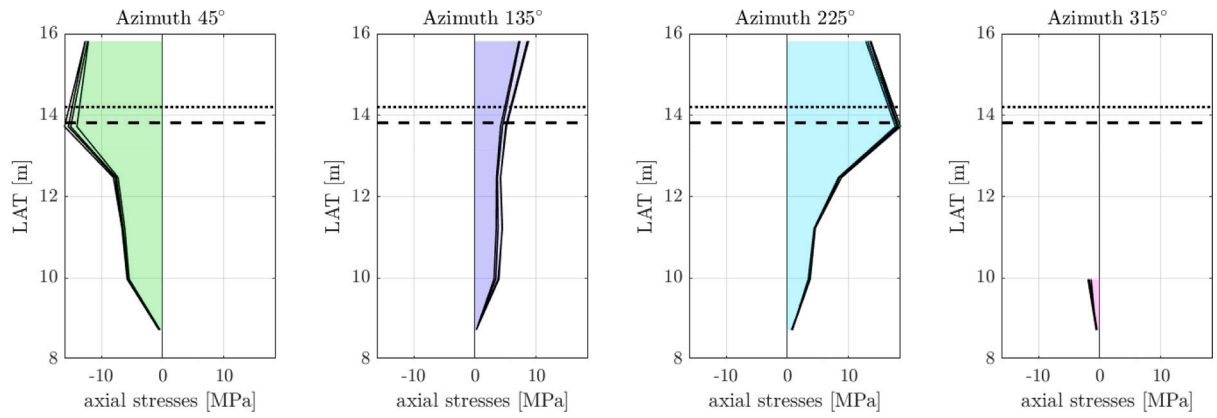 Azimuth 45° Azimuth 135° Azimuth 225° Azimuth 315°
16 16 16 16
14 14 14 14
12 12 12 12
10 10 10 10
8 8 8 8
LAT [m] LAT [m] LAT [m] LAT [m]
-10 0 10 -10 0 10 -10 0 10 -10 0 10
axial stresses [MPa] axial stresses [MPa] axial stresses [MPa] axial stresses [MPa]